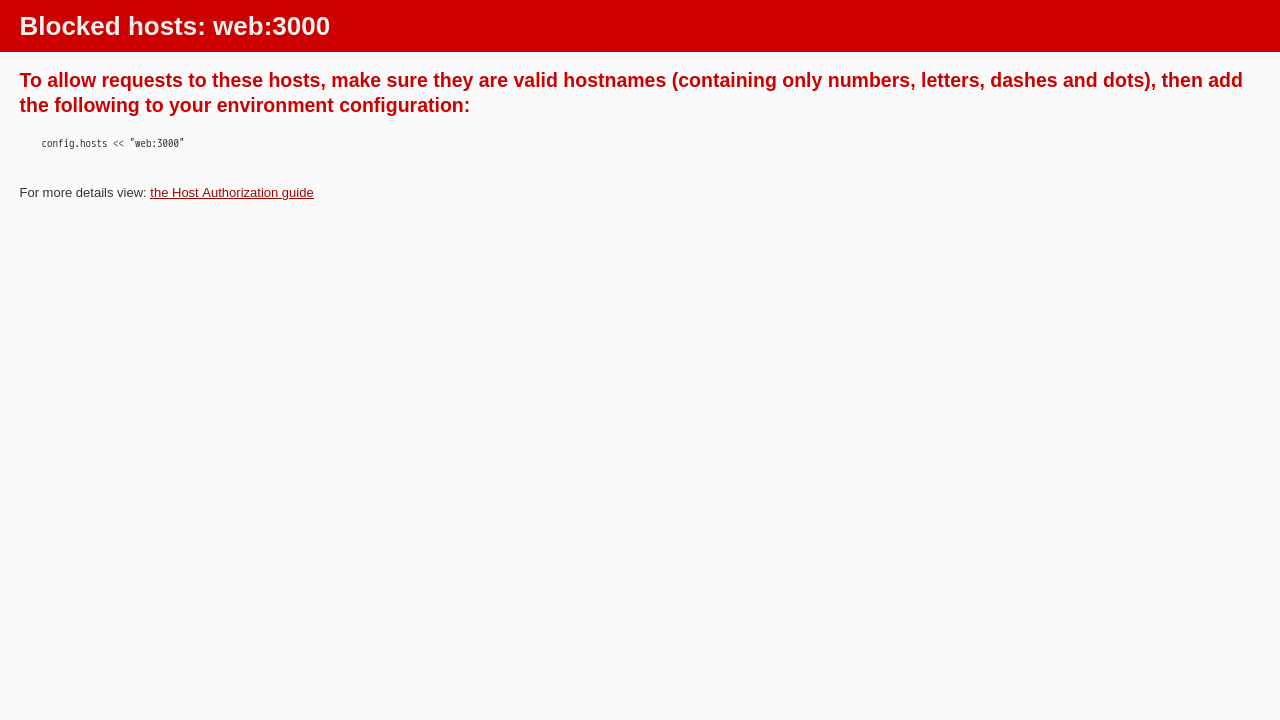 Blocked hosts: web:3000
To allow requests to these hosts, make sure they are valid hostnames (containing only numbers, letters, dashes and dots), then add
the following to your environment configuration:
config.hosts << "web:3000"
For more details view: the Host Authorization guide